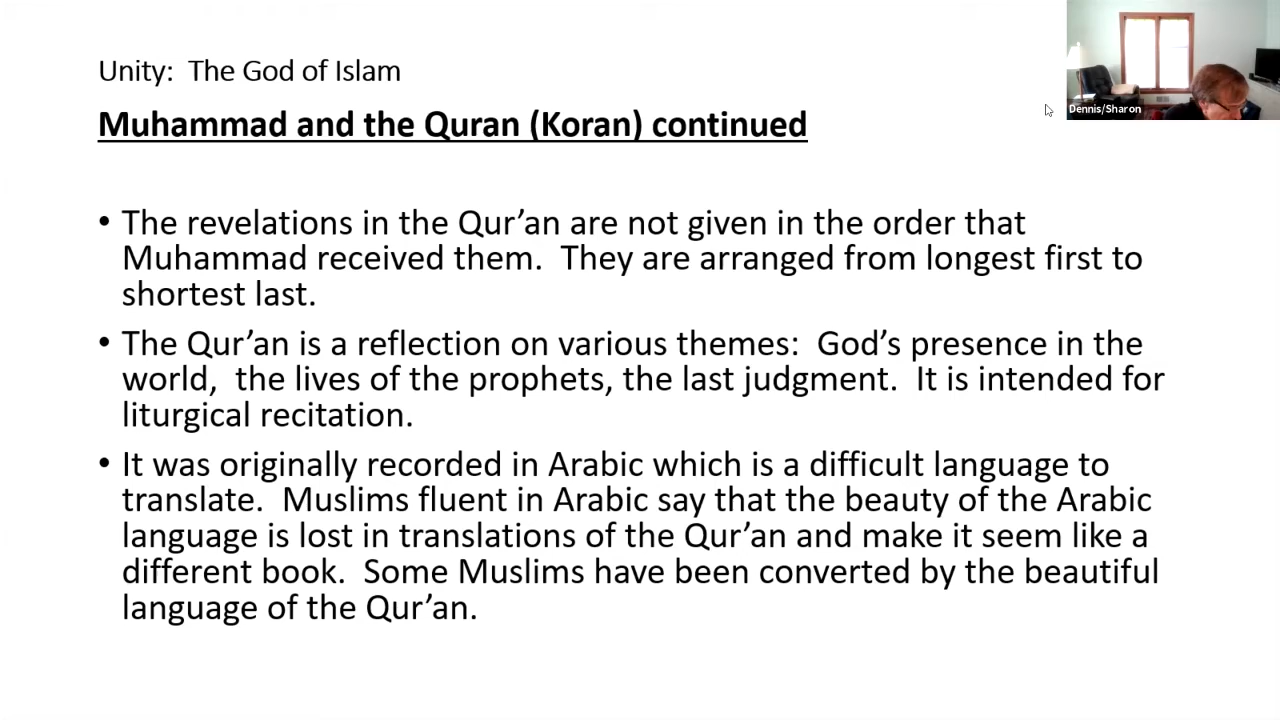 Unity:  The God of Islam
Dennis/Sharon
Muhammad and the Quran (Koran) continued
• The revelations in the Qur’an are not given in the order that
Muhammad received them.  They are arranged from longest first to
shortest last.
• The Qur’an is a reflection on various themes:  God’s presence in the
world,  the lives of the prophets, the last judgment.  It is intended for
liturgical recitation.
• It was originally recorded in Arabic which is a difficult language to
translate.  Muslims fluent in Arabic say that the beauty of the Arabic
language is lost in translations of the Qur’an and make it seem like a
different book.  Some Muslims have been converted by the beautiful
language of the Qur’an.